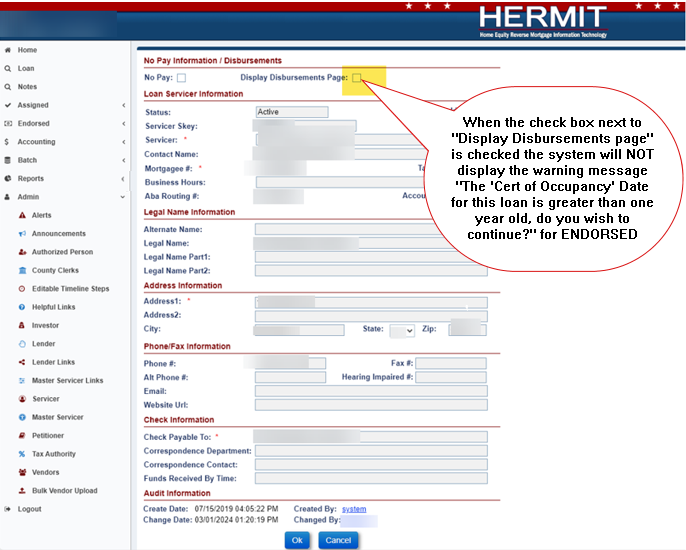 HERMIT
Home Equity Reverse Mortgage Information Technology
Home
Loan
Notes
Assigned
Endorsed
Accounting
Batch
Reports
Admin
Alerts
Announcements
Authorized Person
County Clerks
Editable Timeline Steps
Helpful Links
Investor
Lender
Lender Links
Master Servicer Links
Servicer
Master Servicer
Petitioner
Tax Authority
Vendors
Bulk Vendor Upload
Logout
No Pay Information / Disbursements
No Pay: Display Disbursements Page:
Loan Servicer Information
Status: Active
Servicer Skey:
Servicer: *
Contact Name:
Mortgagee #: * Ta
Business Hours:
Aba Routing #: Accou
Legal Name Information
Alternate Name:
Legal Name:
Legal Name Part1:
Legal Name Part2:
Address Information
Address1: *
Address2:
City: State: Zip:
Phone/Fax Information
Phone #: Fax #:
Alt Phone #: Hearing Impaired #:
Email:
Website Url:
Check Information
Check Payable To: *
Correspondence Department:
Correspondence Contact:
Funds Received By Time:
Audit Information
Create Date: 07/15/2019 04:05:22 PM Created By: system
Change Date: 03/01/2024 01:20:19 PM Changed By:
Ok Cancel
When the check box next to
"Display Disbursements page"
is checked the system will NOT
display the warning message
"The 'Cert of Occupancy' Date
for this loan is greater than one
year old, do you wish to
continue?" for ENDORSED